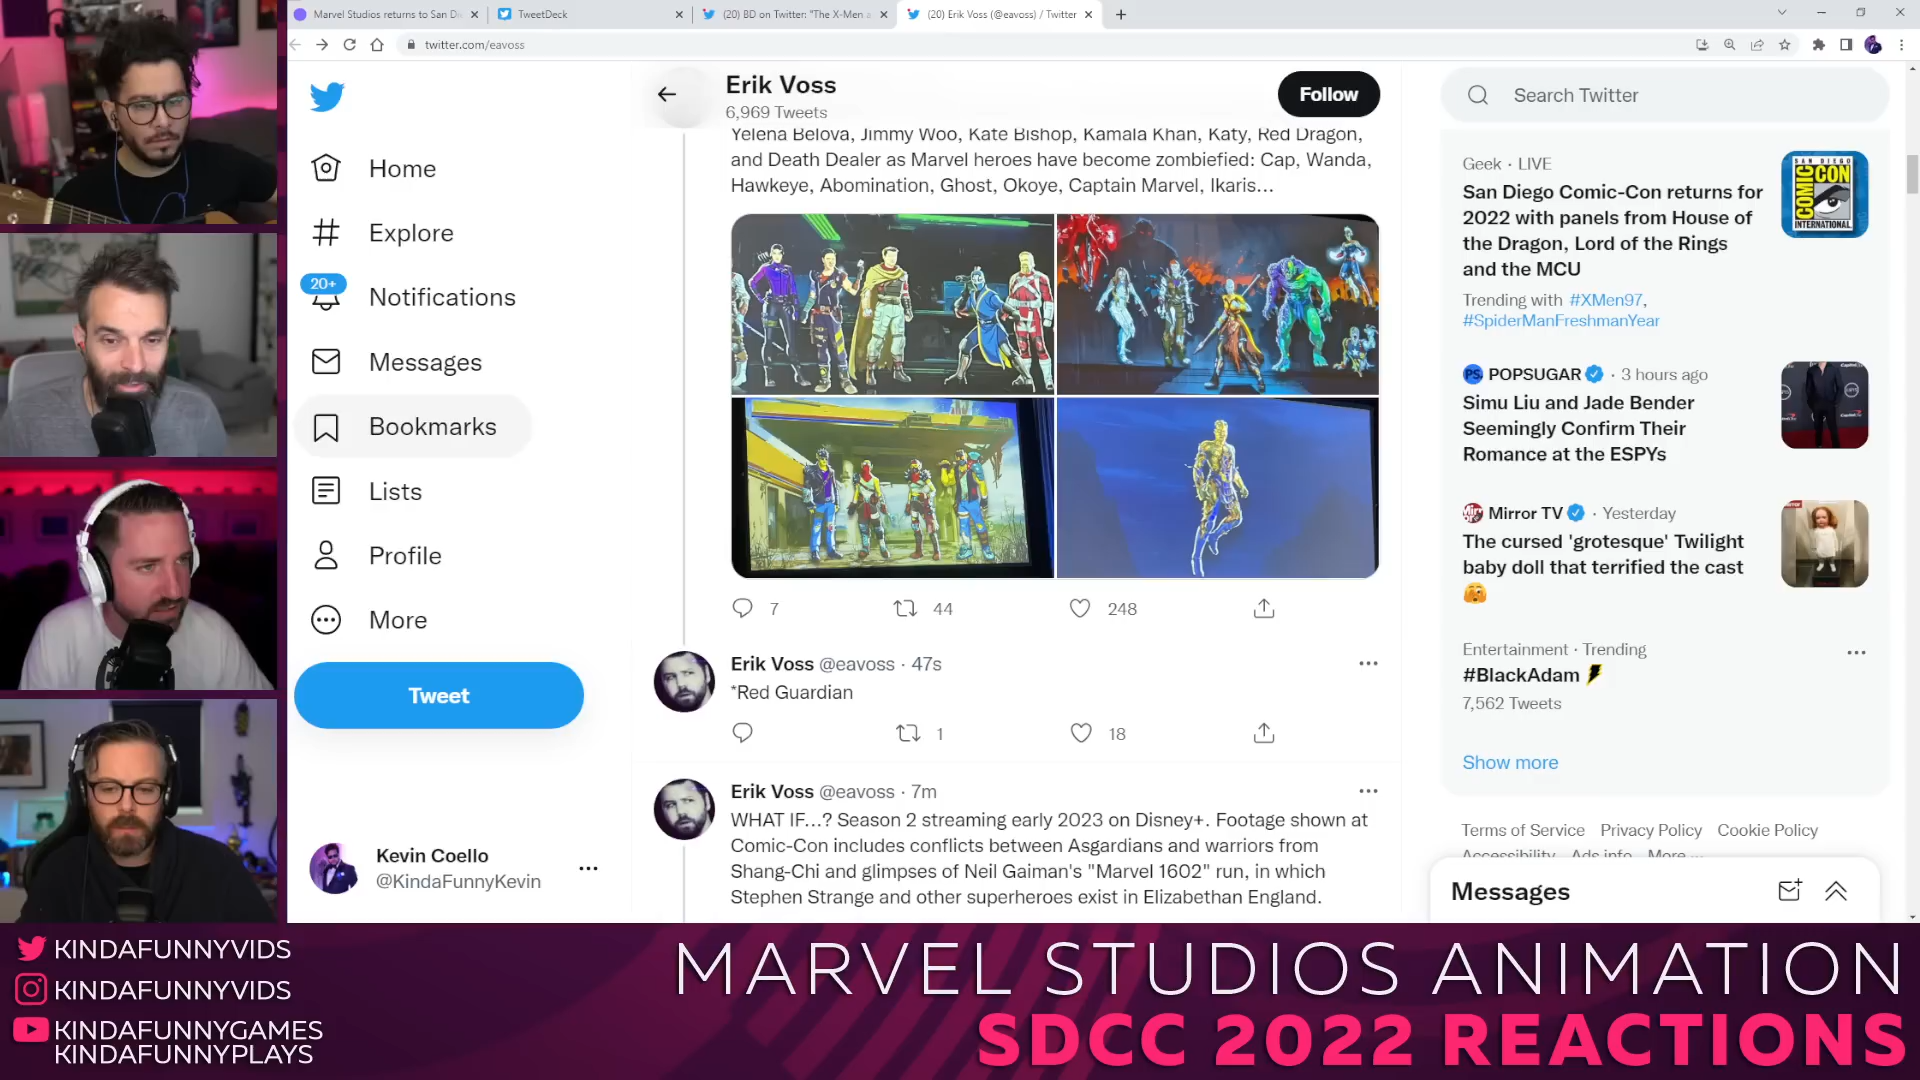 Marvel Studios returns to San Di
TweetDeck
(20) BD on Twitter: "The X-Men a
(20) Erik Voss (@eavoss) / Twitter
twitter.com/eavoss
Home
Explore
20+
Notifications
Messages
Bookmarks
Lists
Profile
More
Tweet
Kevin Coello
@KindaFunnyKevin
Erik Voss
6,969 Tweets
Follow
Yelena Belova, Jimmy Woo, Kate Bishop, Kamala Khan, Katy, Red Dragon,
and Death Dealer as Marvel heroes have become zombiefied: Cap, Wanda,
Hawkeye, Abomination, Ghost, Okoye, Captain Marvel, Ikaris...
7
44
248
Erik Voss @eavoss · 47s
*Red Guardian
1
18
Erik Voss @eavoss · 7m
WHAT IF...? Season 2 streaming early 2023 on Disney+. Footage shown at
Comic-Con includes conflicts between Asgardians and warriors from
Shang-Chi and glimpses of Neil Gaiman's "Marvel 1602" run, in which
Stephen Strange and other superheroes exist in Elizabethan England.
Search Twitter
Geek · LIVE
San Diego Comic-Con returns for
2022 with panels from House of
the Dragon, Lord of the Rings
and the MCU
Trending with #XMen97,
#SpiderManFreshmanYear
SAN DIEGO
COMIC CON
INTERNATIONAL
PS. POPSUGAR · 3 hours ago
Simu Liu and Jade Bender
Seemingly Confirm Their
Romance at the ESPYs
Mirror TV · Yesterday
The cursed 'grotesque' Twilight
baby doll that terrified the cast
Entertainment · Trending
#BlackAdam
7,562 Tweets
Show more
Terms of Service Privacy Policy Cookie Policy
Accessibility Ads info More ...
Messages
KINDAFUNNYVIDS
KINDAFUNNYVIDS
KINDAFUNNYGAMES
KINDAFUNNYPLAYS
MARVEL STUDIOS ANIMATION
SDCC 2022 REACTIONS